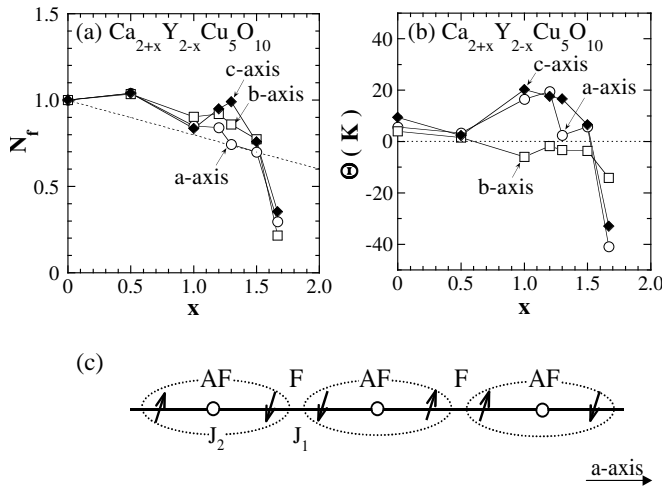 (a) Ca2+xY2-xCu5O10
c-axis
b-axis
a-axis
Nf
1.5
1.0
0.5
0
0 0.5 1.0 1.5 2.0
x
(b) Ca2+xY2-xCu5O10
c-axis
a-axis
b-axis
Θ ( K )
40
20
0
-20
-40
0 0.5 1.0 1.5 2.0
x
(c)
AF F AF F AF
J2 J1
a-axis